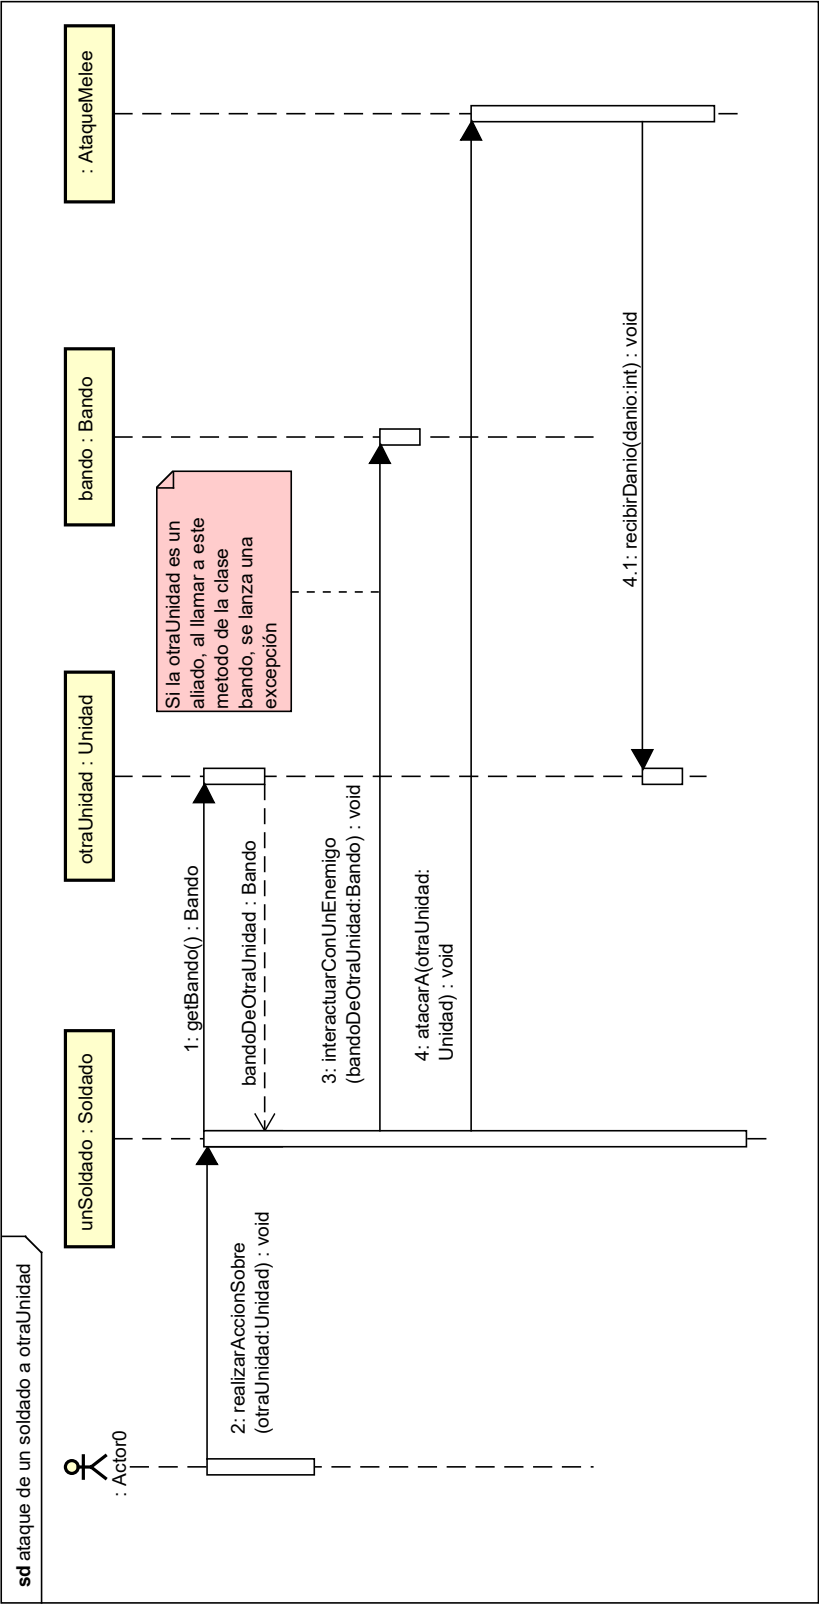 sd ataque de un soldado a otraUnidad
: Actor0
unSoldado : Soldado
otraUnidad : Unidad
bando : Bando
: AtaqueMelee
1: getBando() : Bando
2: realizarAccionSobre
(otraUnidad:Unidad) : void
bandoDeOtraUnidad : Bando
Si la otraUnidad es un
aliado, al llamar a este
metodo de la clase
bando, se lanza una
excepción
3: interactuarConUnEnemigo
(bandoDeOtraUnidad:Bando) : void
4: atacarA(otraUnidad:
Unidad) : void
4.1: recibirDanio(danio:int) : void